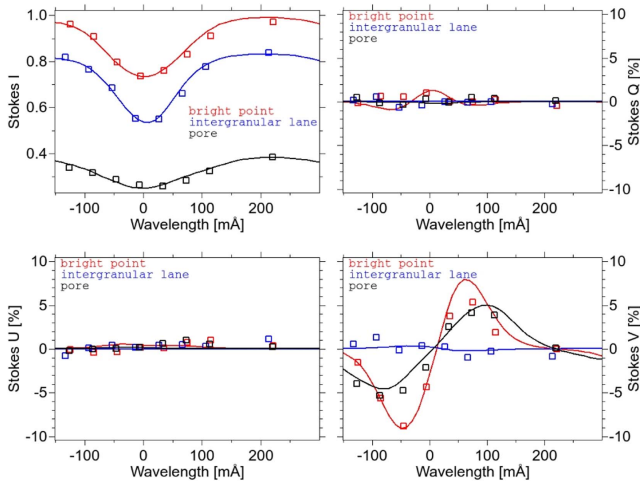 1.0
0.8
0.6
0.4
Stokes I
bright point
intergranular lane
pore
-100 0 100 200
Wavelength [mÅ]
bright point
intergranular lane
pore
10
5
0
-5
-10
Stokes Q [%]
-100 0 100 200
Wavelength [mÅ]
bright point
intergranular lane
pore
10
5
0
-5
-10
Stokes U [%]
-100 0 100 200
Wavelength [mÅ]
bright point
intergranular lane
pore
10
5
0
-5
-10
Stokes V [%]
-100 0 100 200
Wavelength [mÅ]